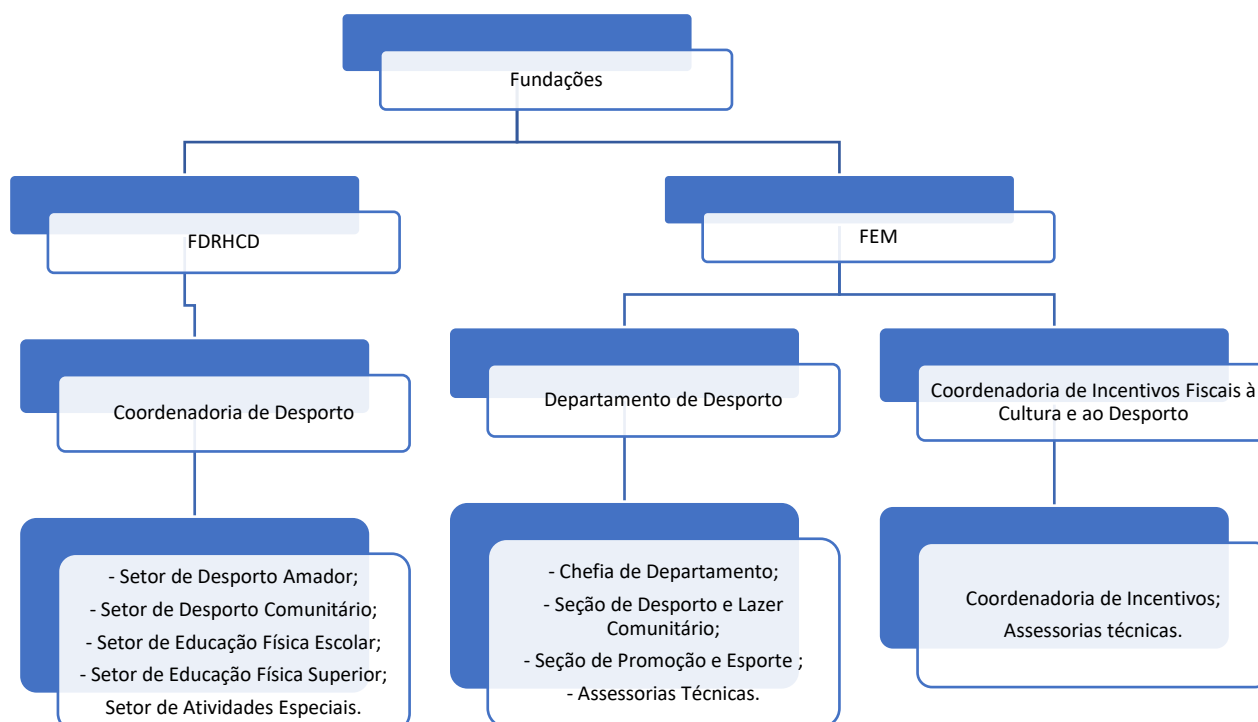 Fundações
FDRHCD
FEM
Coordenadoria de Desporto
Departamento de Desporto
Coordenadoria de Incentivos Fiscais à
Cultura e ao Desporto
- Setor de Desporto Amador;
- Setor de Desporto Comunitário;
- Setor de Educação Física Escolar;
- Setor de Educação Física Superior;
Setor de Atividades Especiais.
- Chefia de Departamento;
- Seção de Desporto e Lazer
Comunitário;
- Seção de Promoção e Esporte ;
- Assessorias Técnicas.
Coordenadoria de Incentivos;
Assessorias técnicas.